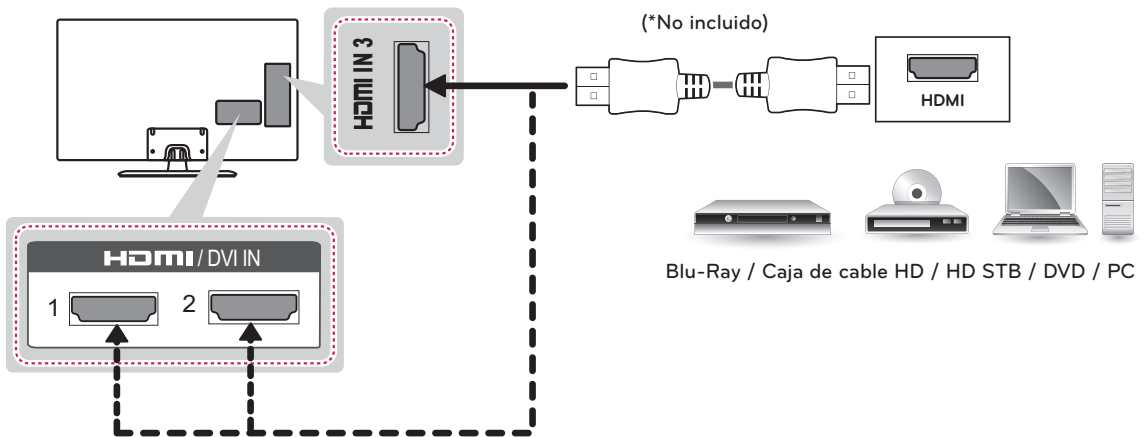 (*No incluido)
HDMI IN 3
HDMI
Blu-Ray / Caja de cable HD / HD STB / DVD / PC
HDMI / DVI IN
1
2